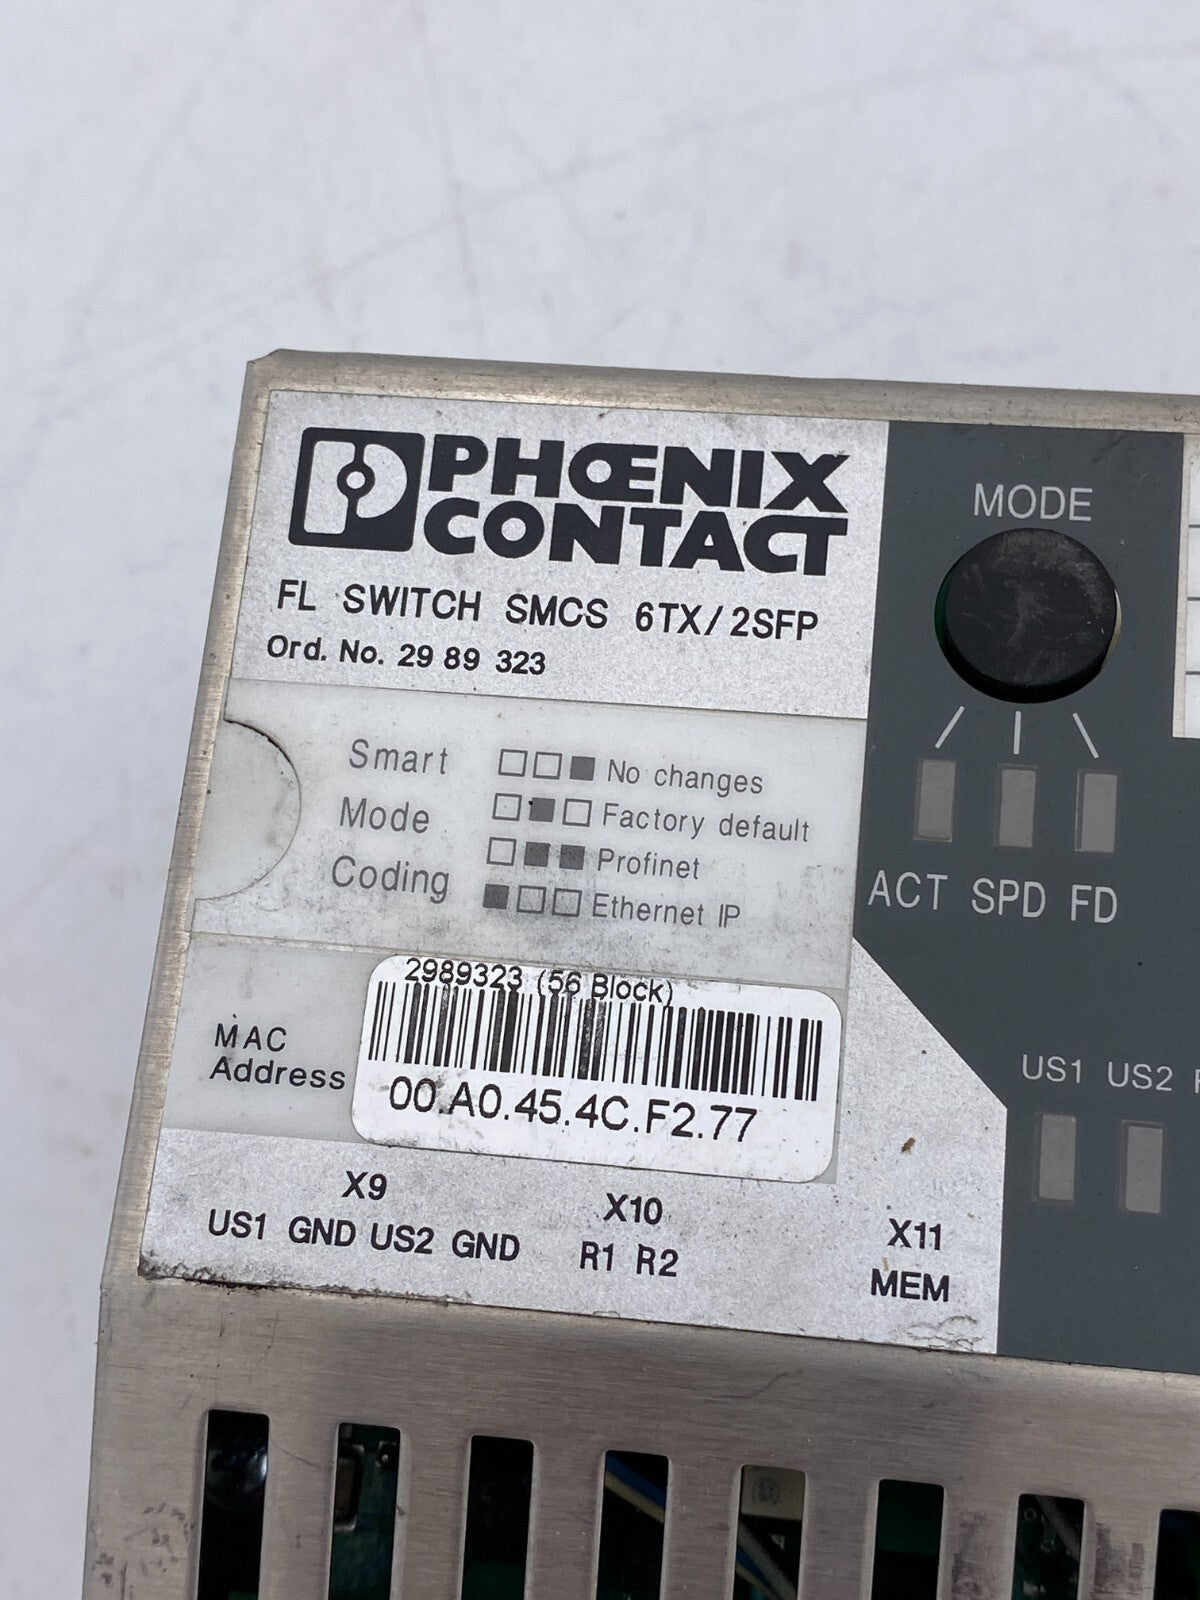 PHŒNIX
CONTACT
FL SWITCH SMCS 6TX/2SFP
Ord. No. 29 89 323
Smart
Mode
Coding
No changes
Factory default
Profinet
Ethernet IP
MAC
Address
2989323 (56 Block)
00.A0.45.4C.F2.77
X9
US1 GND US2 GND
X10
R1 R2
X11
MEM
MODE
ACT SPD FD
US1 US2